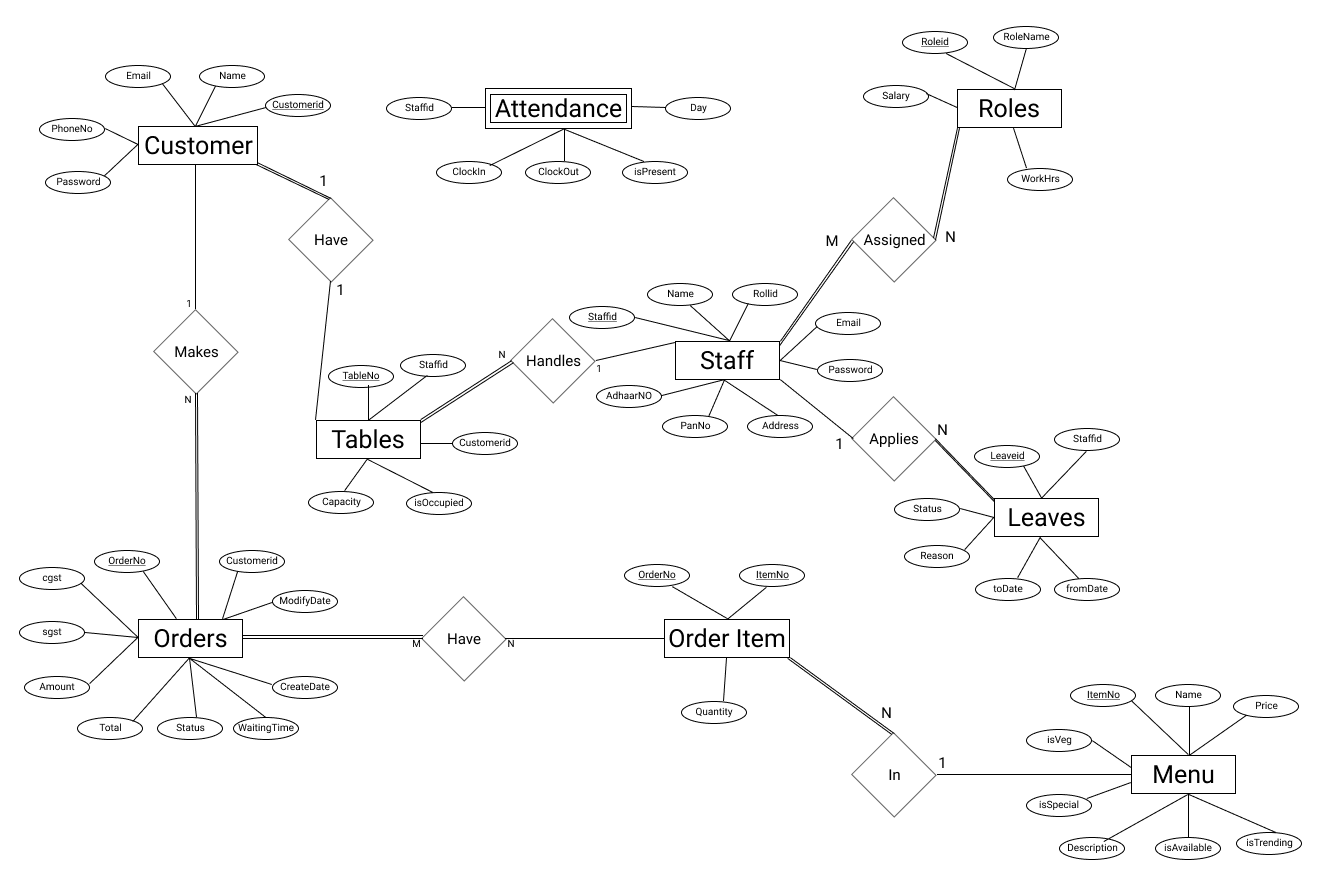 Roleid
RoleName
Email
Name
Customerid
Staffid
Attendance
Day
Salary
Roles
PhoneNo
Customer
Password
ClockIn
ClockOut
isPresent
WorkHrs
1
Have
1
M
Assigned
N
Name
Rollid
Staffid
Email
1
Makes
N
N
Handles
1
Staff
Password
TableNo
Staffid
AdhaarNO
PanNo
Address
Tables
Customerid
1
Applies
N
Leaveid
Staffid
Capacity
isOccupied
Status
Leaves
Reason
toDate
fromDate
cgst
OrderNo
Customerid
ModifyDate
sgst
Orders
M
Have
N
OrderNo
ItemNo
Order Item
Quantity
Amount
CreateDate
Total
Status
WaitingTime
N
In
1
ItemNo
Name
Price
isVeg
Menu
isSpecial
Description
isAvailable
isTrending